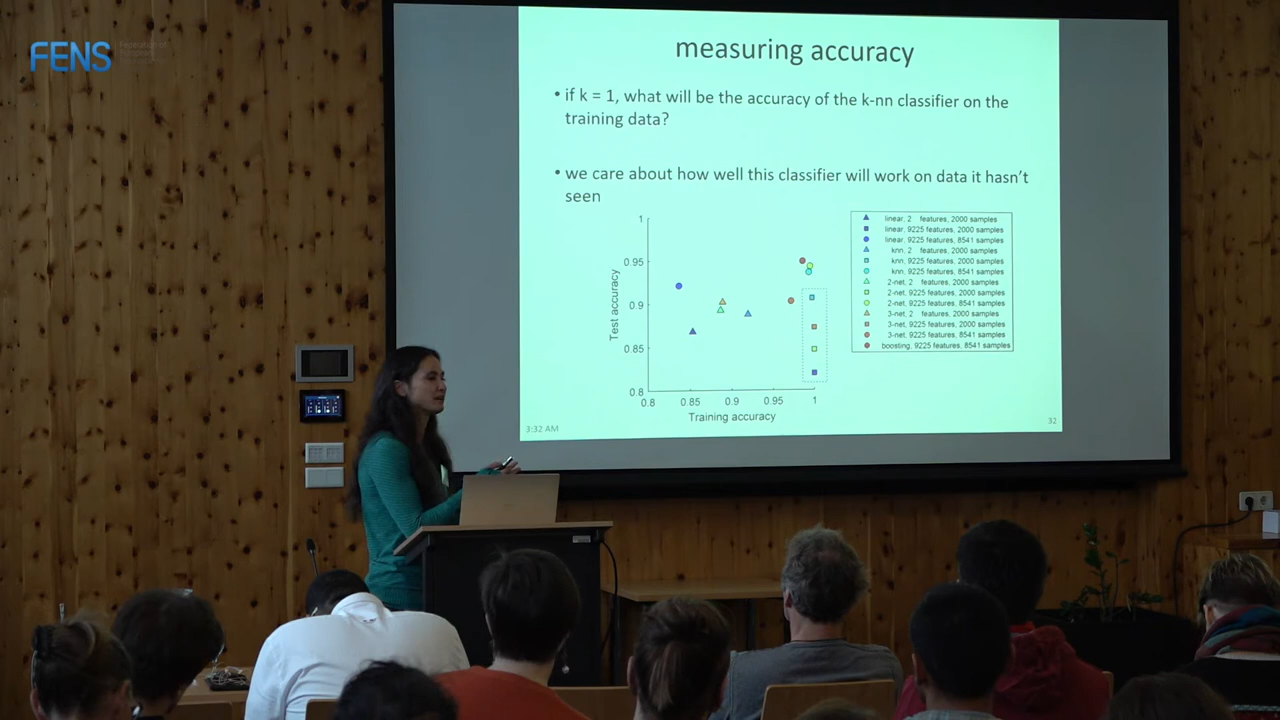 FENS
Federation of
measuring accuracy
• if k = 1, what will be the accuracy of the k-nn classifier on the
training data?
• we care about how well this classifier will work on data it hasn't
seen
1
0.95
0.9
0.85
0.8
Test accuracy
0.8 0.85 0.9 0.95 1
Training accuracy
linear, 2 features, 2000 samples
linear, 9225 features, 2000 samples
linear, 9225 features, 8541 samples
knn, 2 features, 2000 samples
knn, 9225 features, 2000 samples
knn, 9225 features, 8541 samples
2-net, 2 features, 2000 samples
2-net, 9225 features, 2000 samples
2-net, 9225 features, 8541 samples
3-net, 2 features, 2000 samples
3-net, 9225 features, 2000 samples
3-net, 9225 features, 8541 samples
boosting, 9225 features, 8541 samples
3:32 AM
32